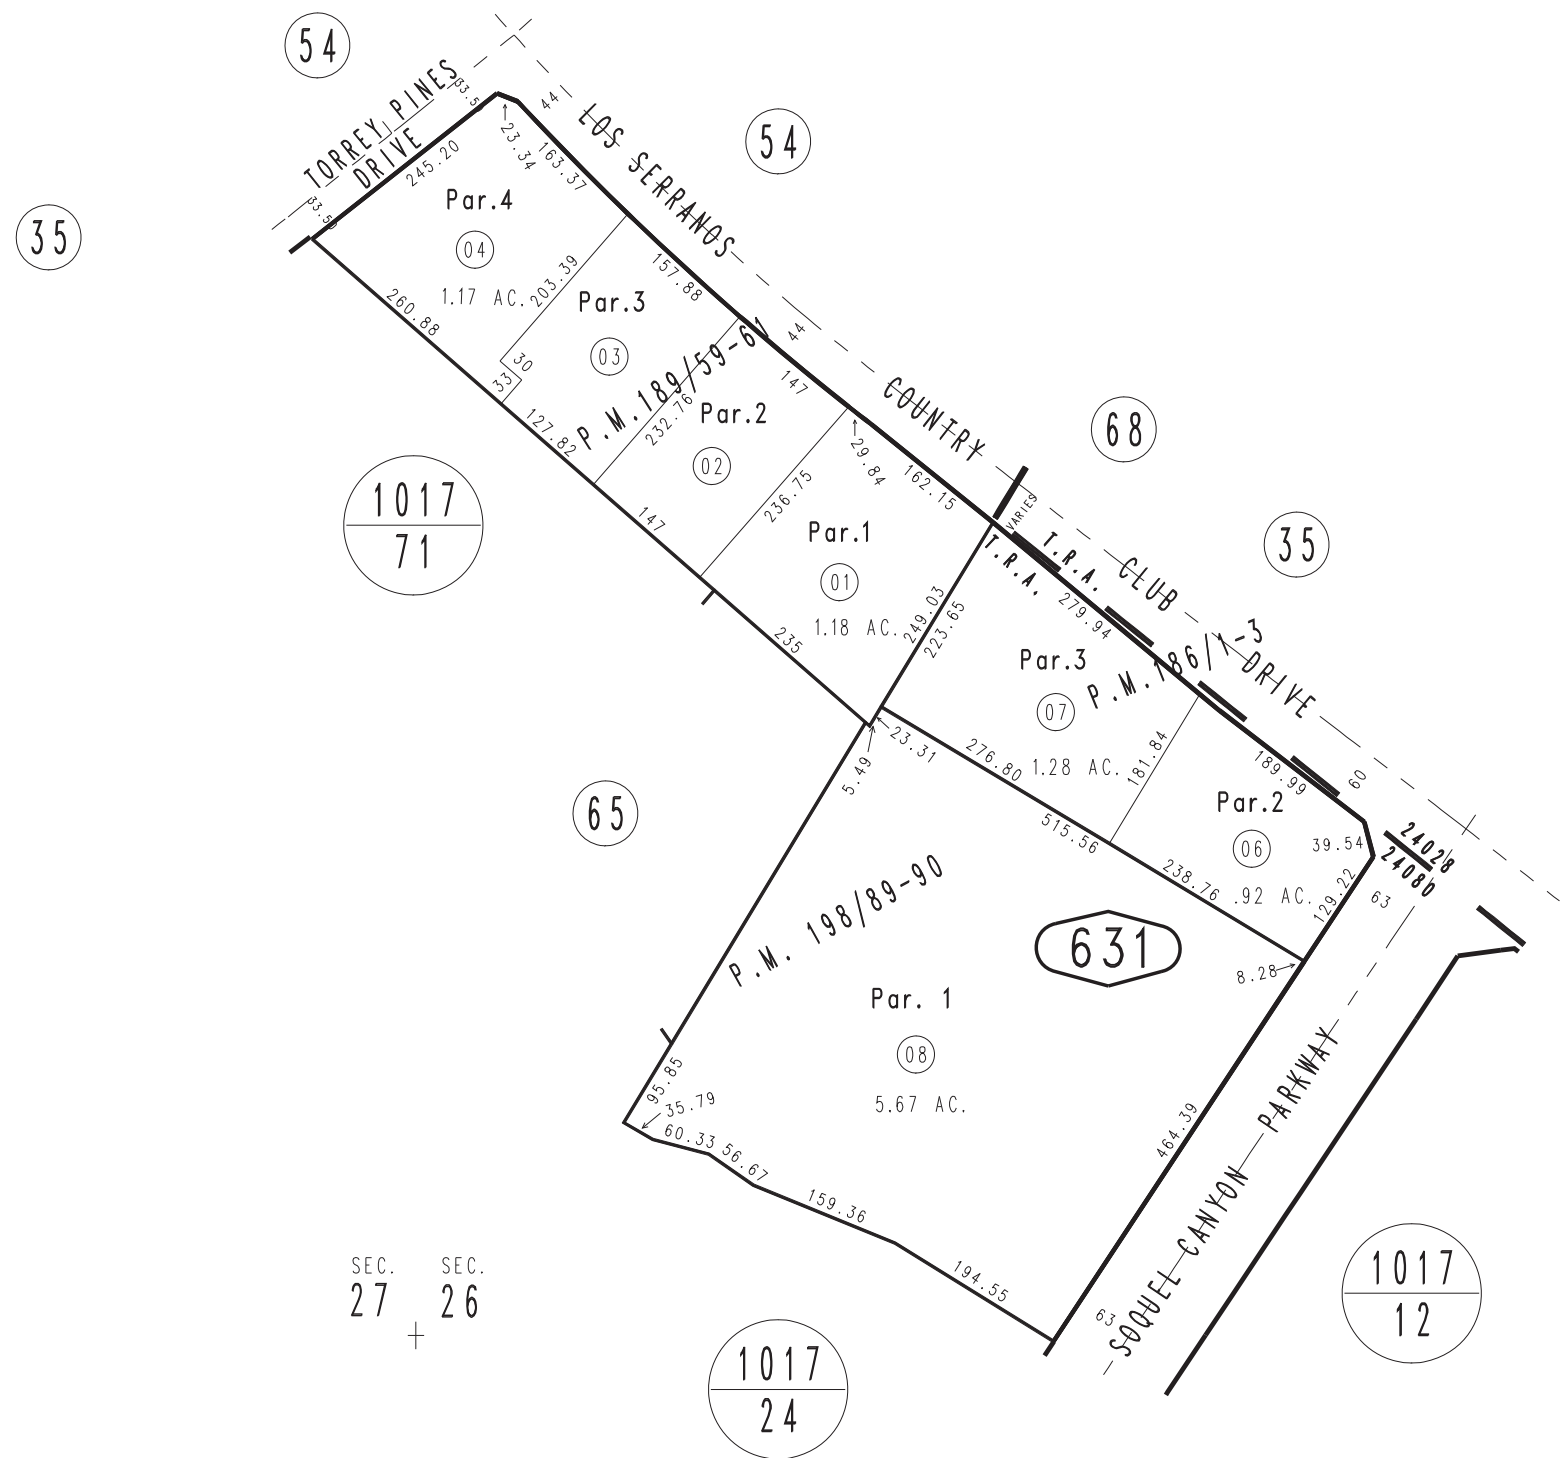 54
TORREY PINES
DRIVE
33.5
44
LOS SERRANOS
54
23.34
163.37
245.20
35
33.50
Par.4
04
1.17 AC.
203.39
157.88
260.88
Par.3
03
30
33
44
P.M.189/59-61
147
COUNTRY
68
127.82
232.76
Par.2
02
29.84
162.15
1017
71
147
236.75
VARIES
T.R.A.
T.R.A.
35
Par.1
01
1.18 AC.
249.03
223.65
279.94
CLUB
235
Par.3
07
1.28 AC.
P.M.186/1-3
DRIVE
23.31
5.49
276.80
181.84
189.99
60
65
515.56
Par.2
06
.92 AC.
39.54
24028
24080
238.76
129.22
63
P.M. 198/89-90
631
8.28
Par. 1
08
5.67 AC.
95.85
35.79
60.33
56.67
159.36
194.55
464.39
SOQUEL CANYON PARKWAY
63
SEC.
27
SEC.
26
1017
12
1017
24